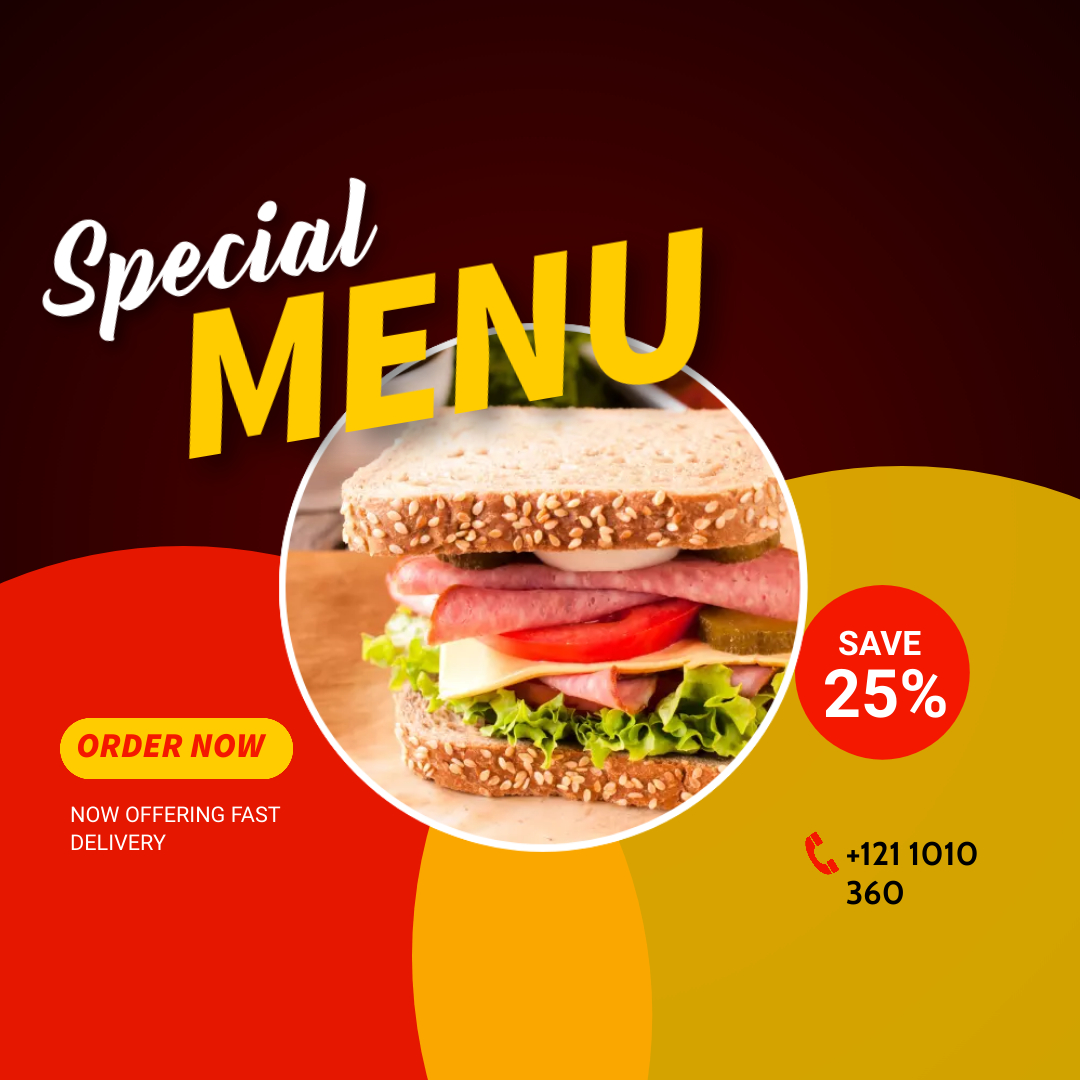 Special
MENU
SAVE
25%
ORDER NOW
NOW OFFERING FAST
DELIVERY
+121 1010
360